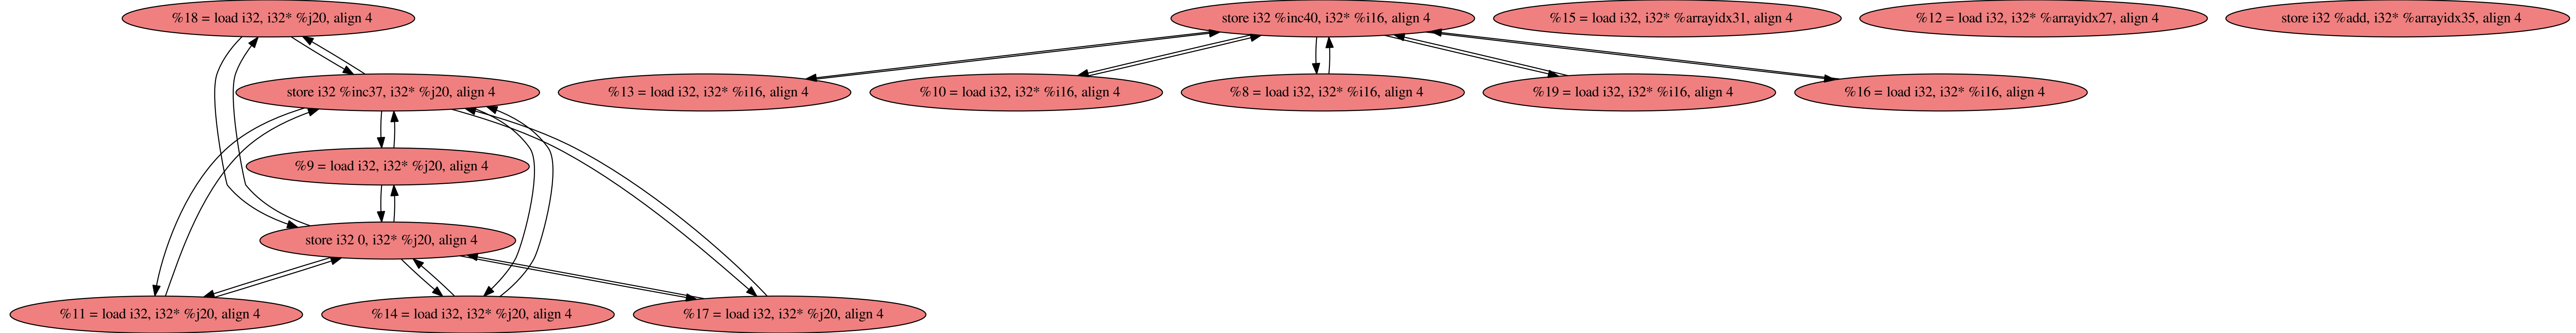 %18 = load i32, i32* %j20, align 4
store i32 %inc40, i32* %i16, align 4
%15 = load i32, i32* %arrayidx31, align 4
%12 = load i32, i32* %arrayidx27, align 4
store i32 %add, i32* %arrayidx35, align 4
store i32 %inc37, i32* %j20, align 4
%13 = load i32, i32* %i16, align 4
%10 = load i32, i32* %i16, align 4
%8 = load i32, i32* %i16, align 4
%19 = load i32, i32* %i16, align 4
%16 = load i32, i32* %i16, align 4
%9 = load i32, i32* %j20, align 4
store i32 0, i32* %j20, align 4
%11 = load i32, i32* %j20, align 4
%14 = load i32, i32* %j20, align 4
%17 = load i32, i32* %j20, align 4